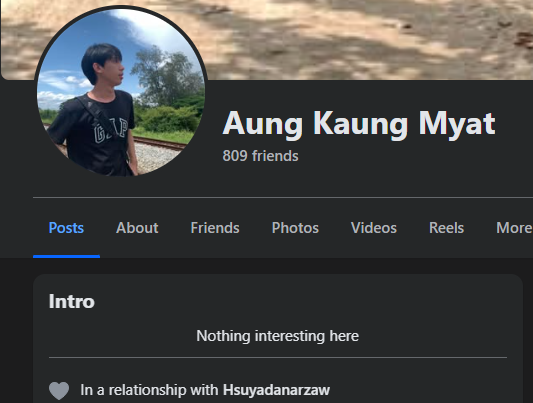 GAP
Aung Kaung Myat
809 friends
Posts About Friends Photos Videos Reels More
Intro
Nothing interesting here
In a relationship with Hsuyadanarzaw